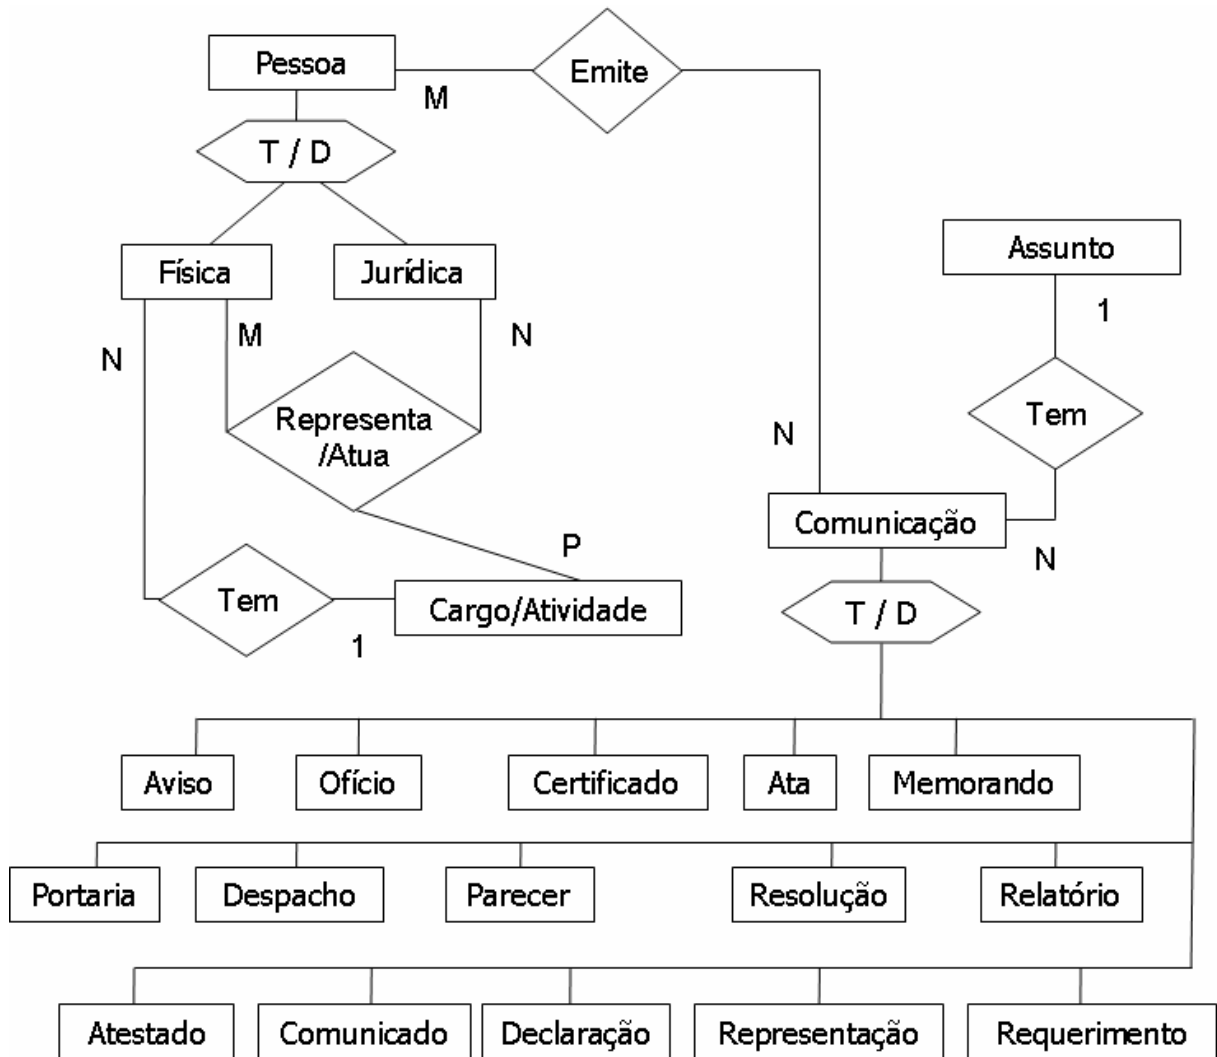 Pessoa
Emite
M
T / D
Física
Jurídica
Assunto
1
N
M
N
Representa
/Atua
Tem
N
Comunicação
N
P
Tem
Cargo/Atividade
1
T / D
Aviso
Ofício
Certificado
Ata
Memorando
Portaria
Despacho
Parecer
Resolução
Relatório
Atestado
Comunicado
Declaração
Representação
Requerimento